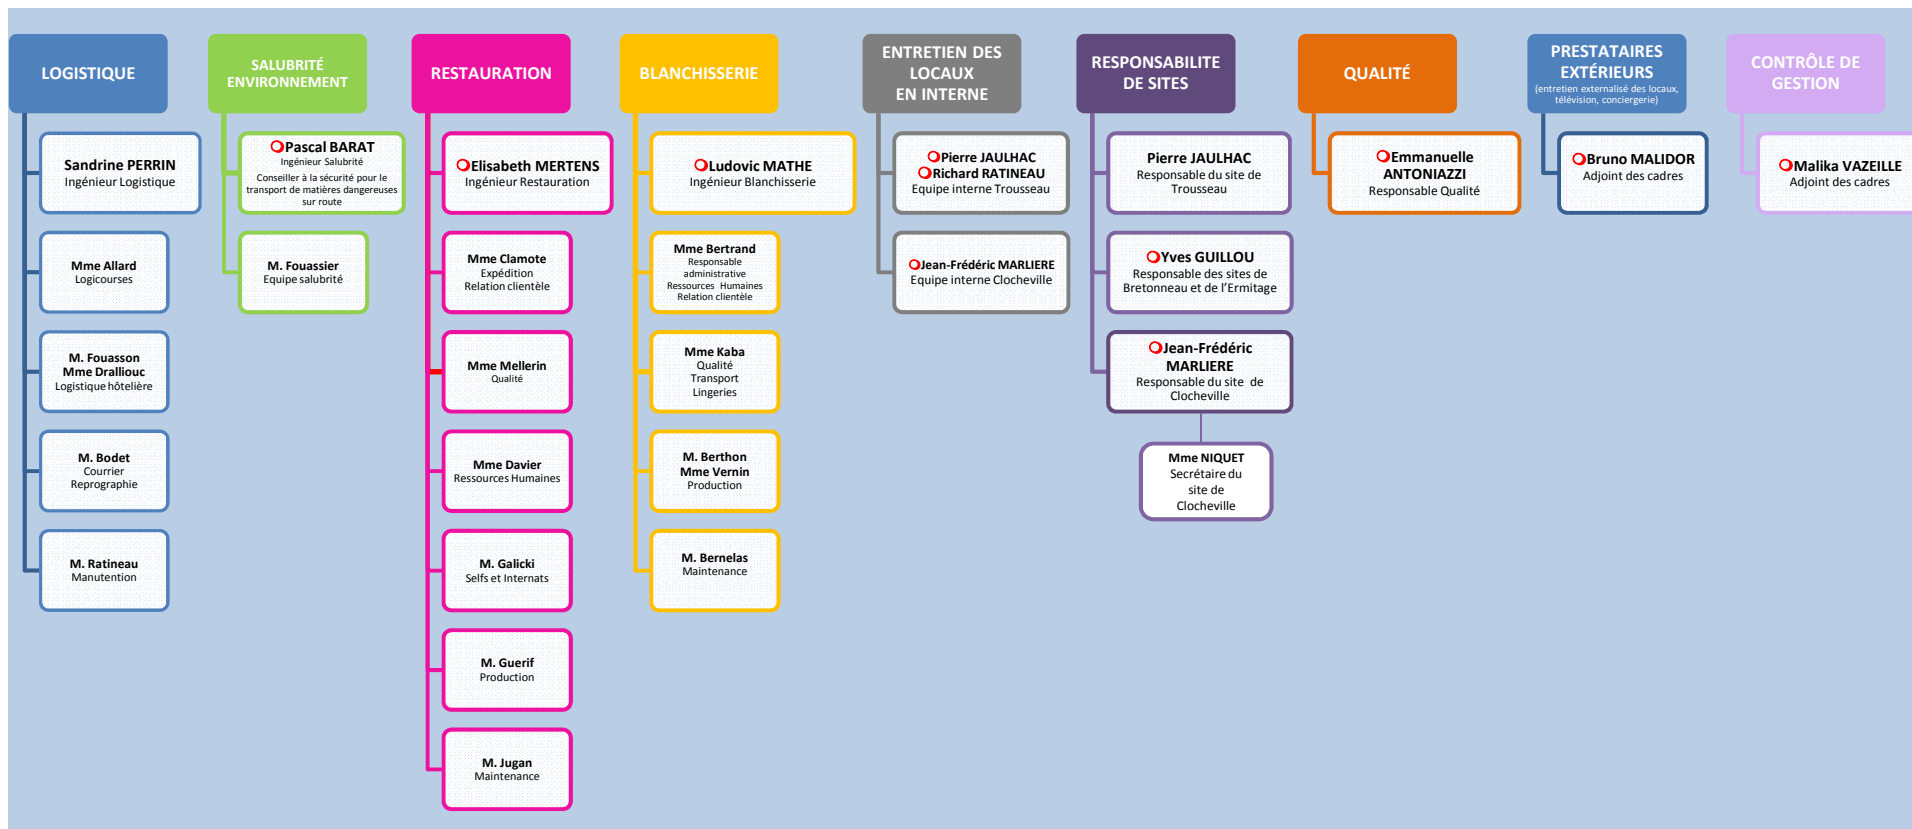 LOGISTIQUE
Sandrine PERRIN
Ingénieur Logistique
Mme Allard
Logicourses
M. Fouasson
Mme Dralliouc
Logistique hôtelière
M. Bodet
Courrier
Reprographie
M. Ratineau
Manutention
SALUBRITÉ
ENVIRONNEMENT
Pascal BARAT
Ingénieur Salubrité
Conseiller à la sécurité pour le
transport de matières dangereuses
sur route
M. Fouassier
Equipe salubrité
RESTAURATION
Elisabeth MERTENS
Ingénieur Restauration
Mme Clamote
Expédition
Relation clientèle
Mme Mellerin
Qualité
Mme Davier
Ressources Humaines
M. Galicki
Selfs et Internats
M. Guerif
Production
M. Jugan
Maintenance
BLANCHISSERIE
Ludovic MATHE
Ingénieur Blanchisserie
Mme Bertrand
Responsable
administrative
Ressources Humaines
Relation clientèle
Mme Kaba
Qualité
Transport
Lingeries
M. Berthon
Mme Vernin
Production
M. Bernelas
Maintenance
ENTRETIEN DES
LOCAUX
EN INTERNE
Pierre JAULHAC
Richard RATINEAU
Equipe interne Trousseau
Jean-Frédéric MARLIERE
Equipe interne Clocheville
RESPONSABILITE
DE SITES
Pierre JAULHAC
Responsable du site de
Trousseau
Yves GUILLOU
Responsable des sites de
Bretonneau et de l'Ermitage
Jean-Frédéric
MARLIERE
Responsable du site de
Clocheville
Mme NIQUET
Secrétaire du
site de
Clocheville
QUALITÉ
Emmanuelle
ANTONIAZZI
Responsable Qualité
PRESTATAIRES
EXTÉRIEURS
(entretien externalisé des locaux,
télévision, conciergerie)
Bruno MALIDOR
Adjoint des cadres
CONTRÔLE DE
GESTION
Malika VAZEILLE
Adjoint des cadres